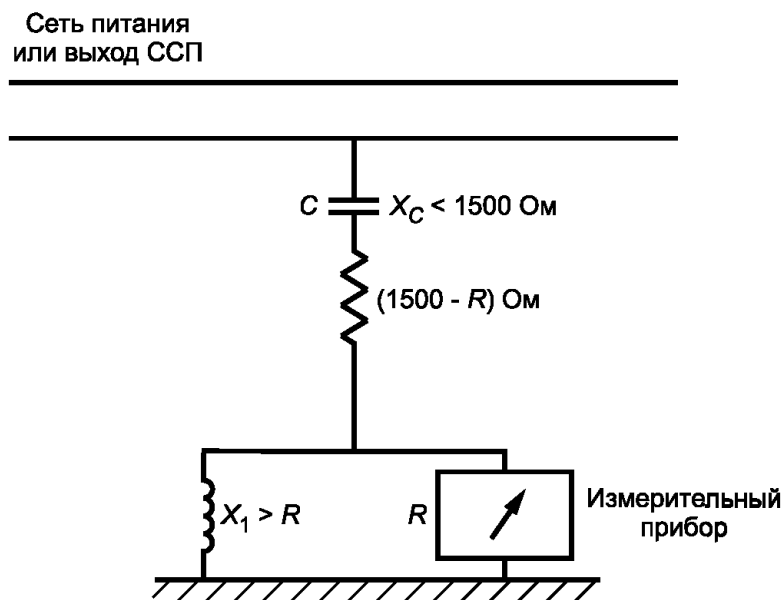 Сеть питания
или выход ССП
C X_C < 1500 Ом
(1500 - R) Ом
X_1 > R
R
Измерительный
прибор